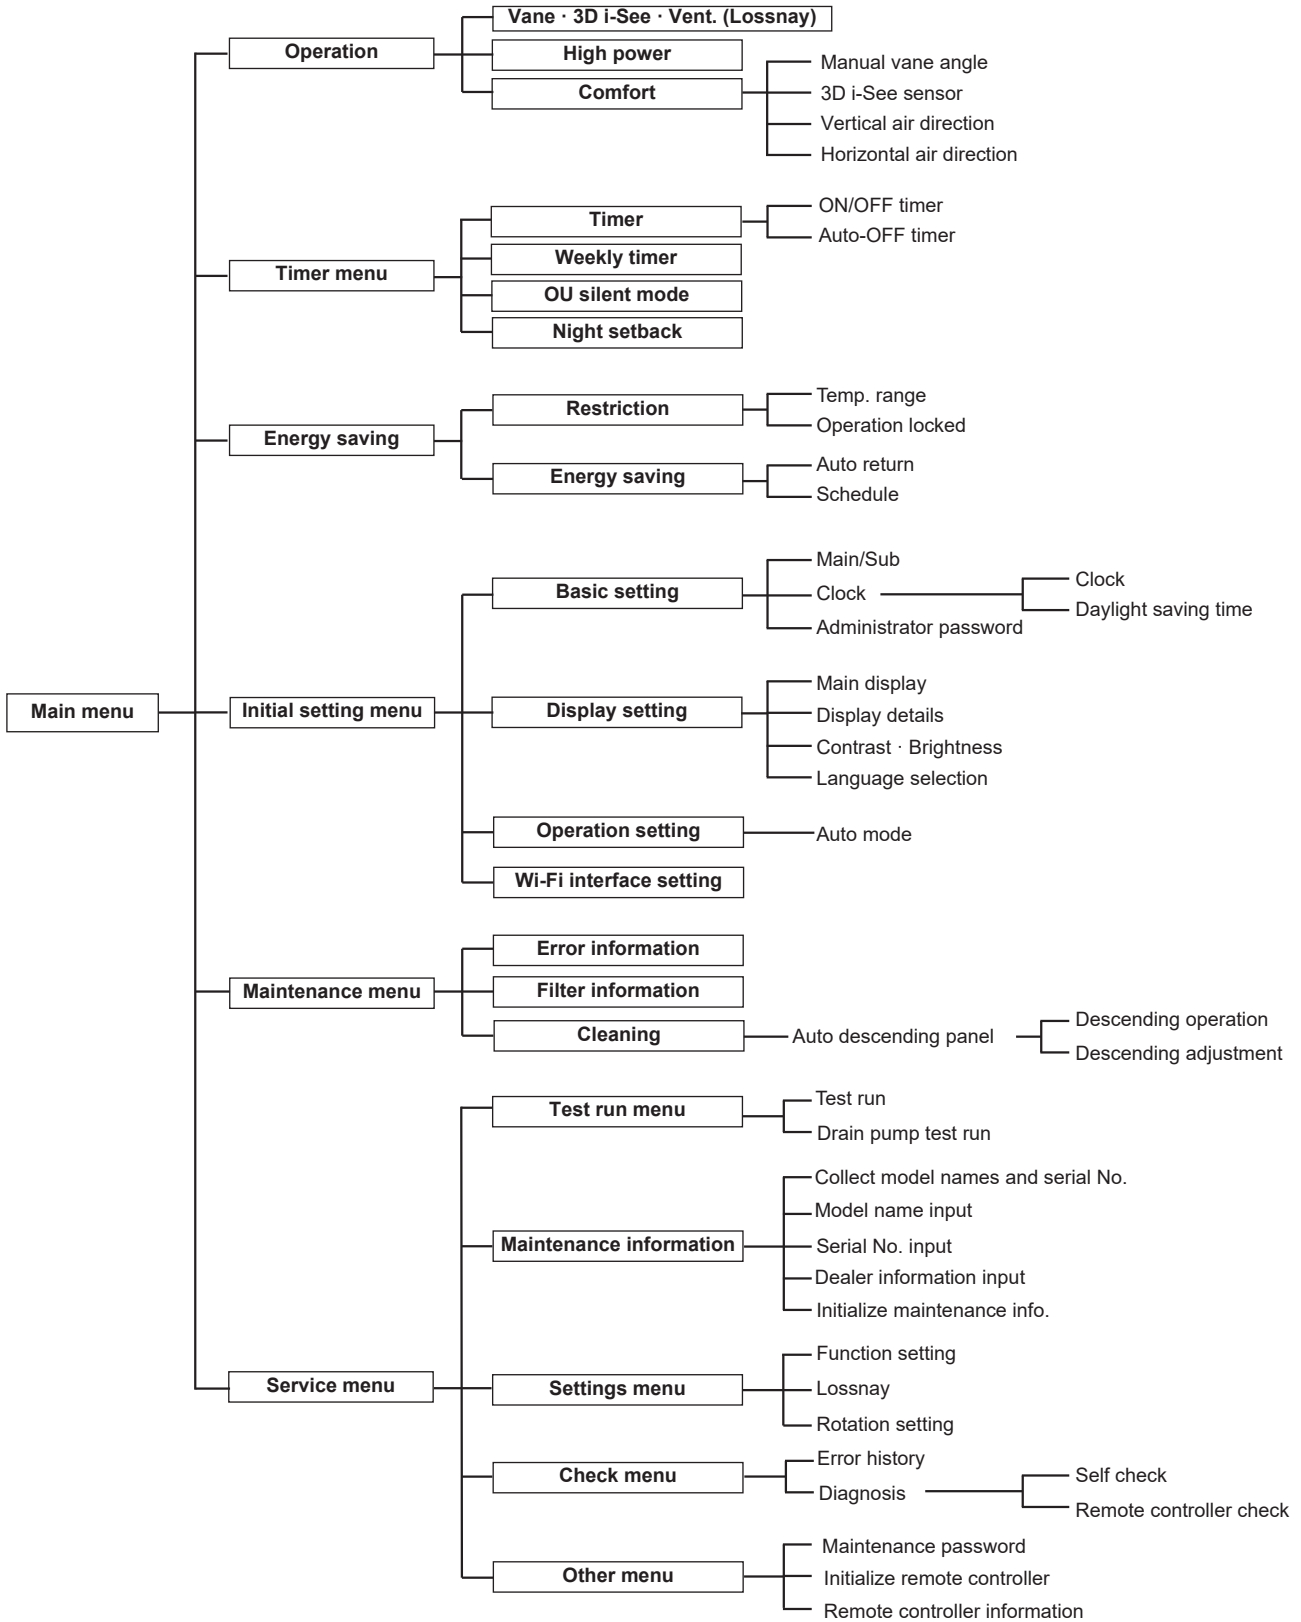 Main menu
Operation
Vane · 3D i-See · Vent. (Lossnay)
High power
Comfort
Manual vane angle
3D i-See sensor
Vertical air direction
Horizontal air direction
Timer menu
Timer
ON/OFF timer
Auto-OFF timer
Weekly timer
OU silent mode
Night setback
Energy saving
Restriction
Temp. range
Operation locked
Energy saving
Auto return
Schedule
Initial setting menu
Basic setting
Main/Sub
Clock
Clock
Daylight saving time
Administrator password
Display setting
Main display
Display details
Contrast · Brightness
Language selection
Operation setting
Auto mode
Wi-Fi interface setting
Maintenance menu
Error information
Filter information
Cleaning
Auto descending panel
Descending operation
Descending adjustment
Service menu
Test run menu
Test run
Drain pump test run
Maintenance information
Collect model names and serial No.
Model name input
Serial No. input
Dealer information input
Initialize maintenance info.
Settings menu
Function setting
Lossnay
Rotation setting
Check menu
Error history
Diagnosis
Self check
Remote controller check
Other menu
Maintenance password
Initialize remote controller
Remote controller information